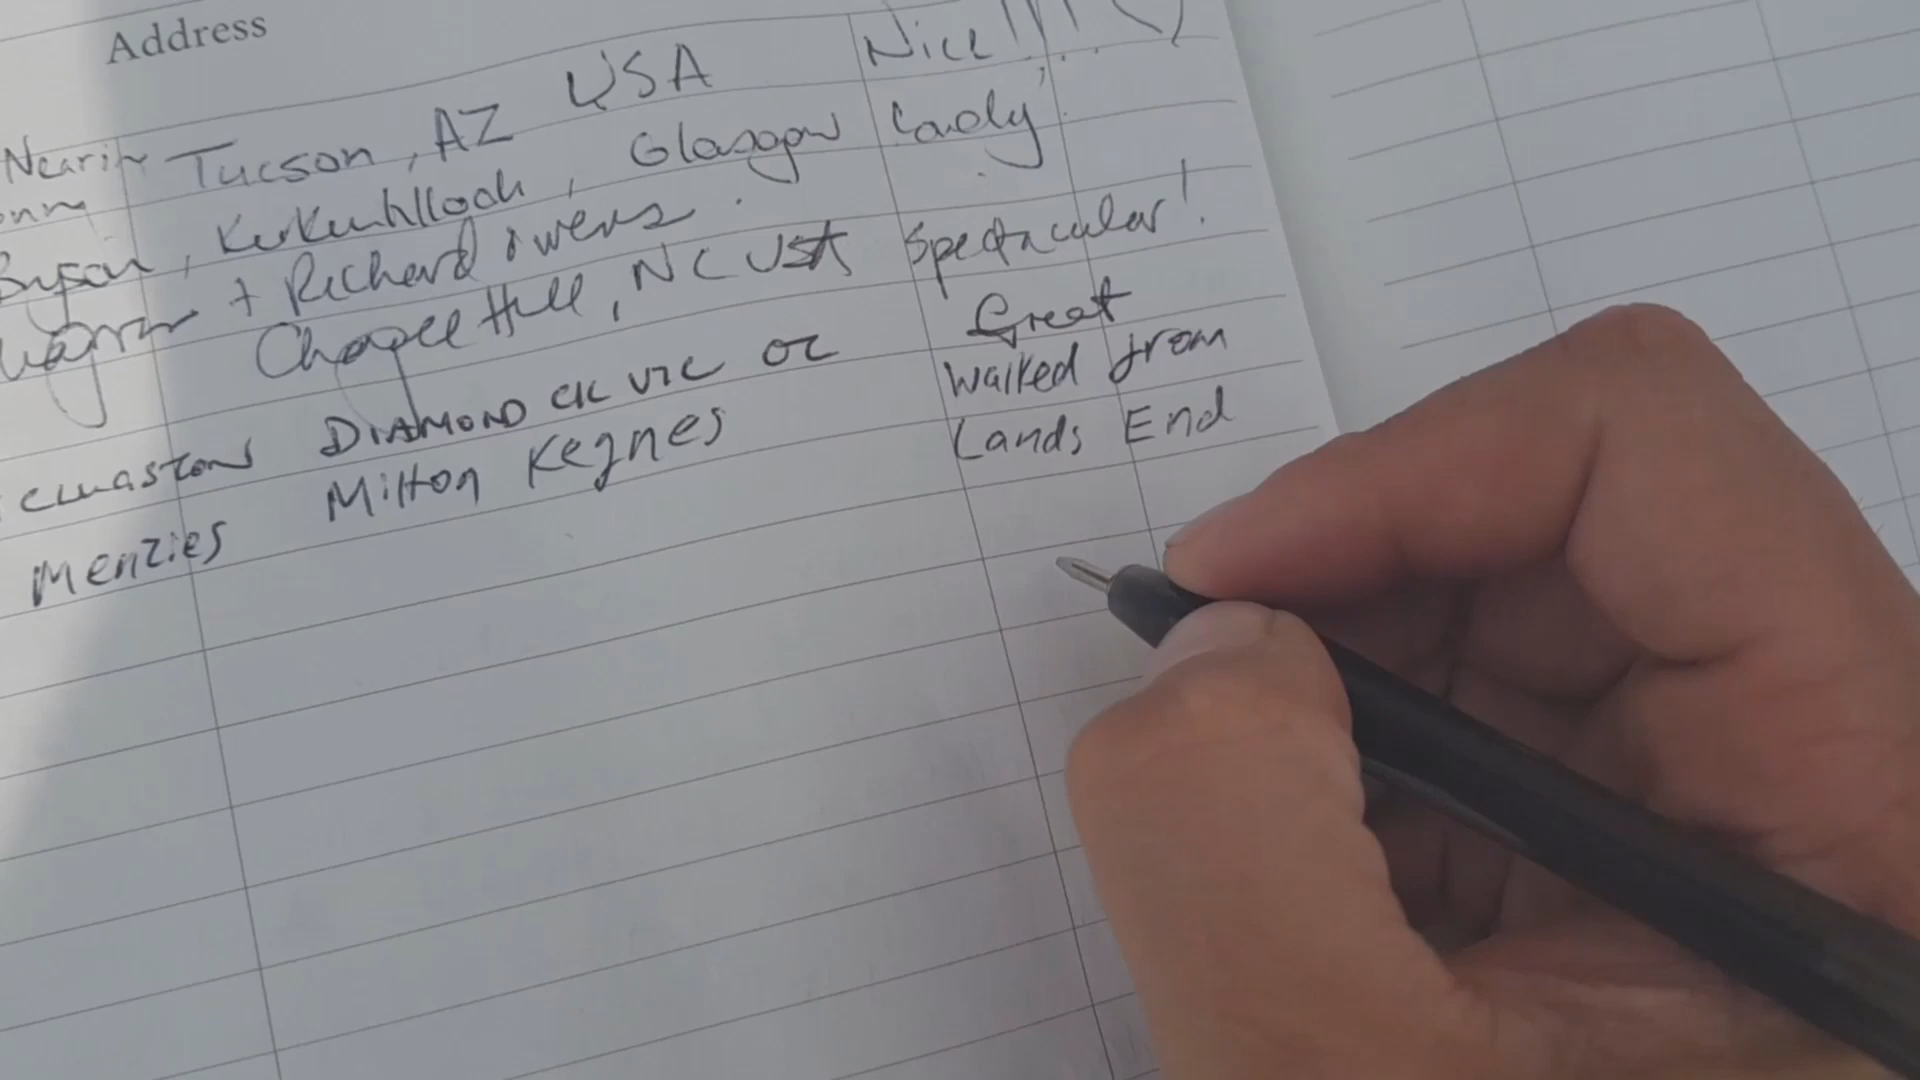 Address
Tucson, AZ USA Nice!!!
Kirkintilloch, Glasgow Lovely
+ Richard Owens.
Chapel Hill, NC USA Spectacular!
DIAMOND CK VIC OZ Great
Menzies Milton Keynes Walked from
Lands End